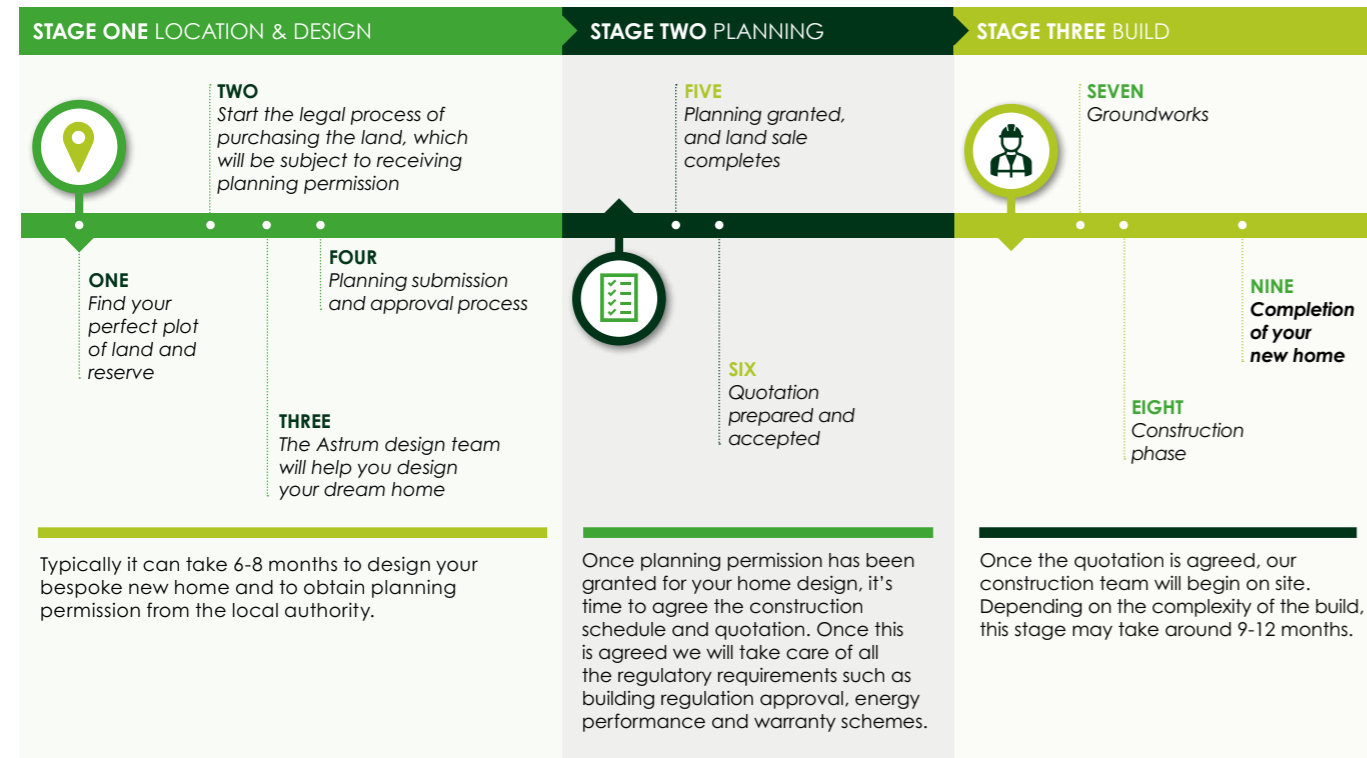 STAGE ONE LOCATION & DESIGN
TWO
Start the legal process of
purchasing the land, which
will be subject to receiving
planning permission
ONE
Find your
perfect plot
of land and
reserve
FOUR
Planning submission
and approval process
THREE
The Astrum design team
will help you design
your dream home
Typically it can take 6-8 months to design your
bespoke new home and to obtain planning
permission from the local authority.
STAGE TWO PLANNING
FIVE
Planning granted,
and land sale
completes
SIX
Quotation
prepared and
accepted
Once planning permission has been
granted for your home design, it’s
time to agree the construction
schedule and quotation. Once this
is agreed we will take care of all
the regulatory requirements such as
building regulation approval, energy
performance and warranty schemes.
STAGE THREE BUILD
SEVEN
Groundworks
NINE
Completion
of your
new home
EIGHT
Construction
phase
Once the quotation is agreed, our
construction team will begin on site.
Depending on the complexity of the build,
this stage may take around 9-12 months.